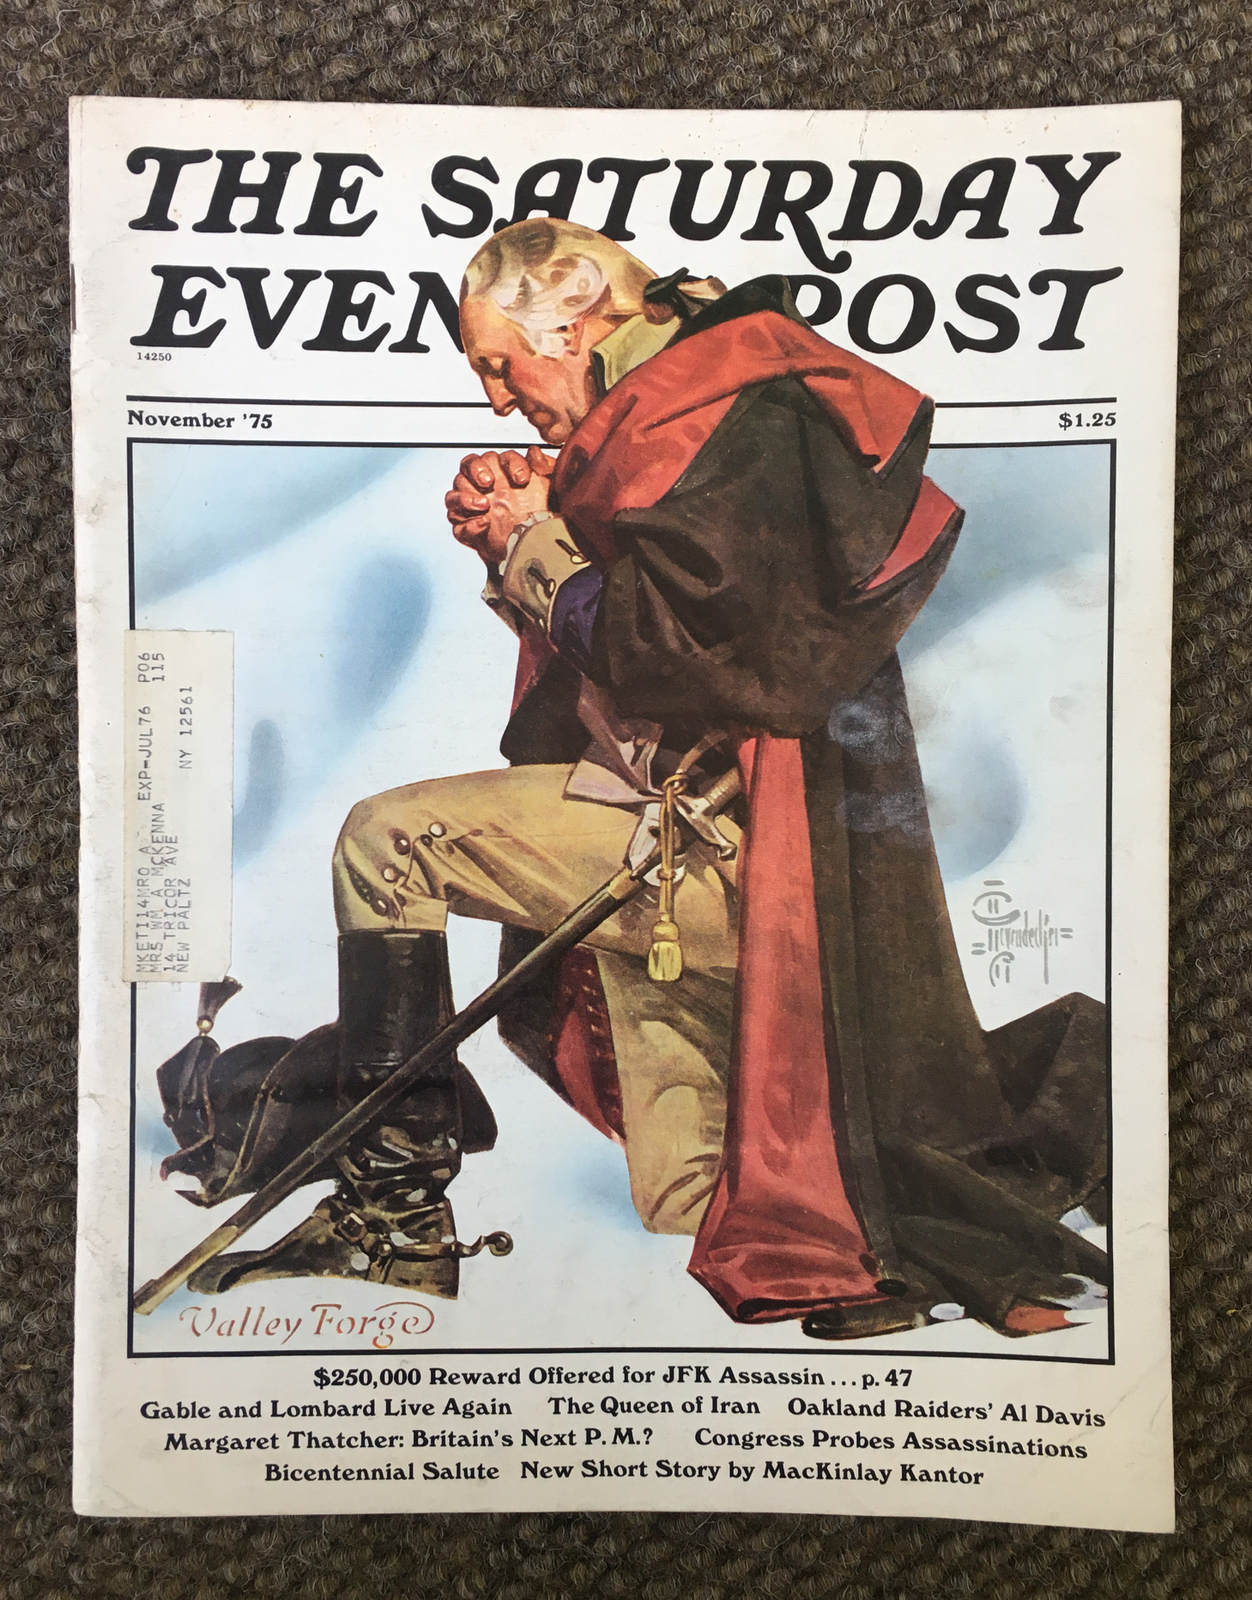 THE SATURDAY
EVEN POST
14250
November '75
$1.25
MKET114MRO A EXP-JUL76 P06
MRS WM A MCKENNA 115
14 TRICOR AVE
NEW PALTZ NY 12561
Valley Forge
$250,000 Reward Offered for JFK Assassin...p. 47
Gable and Lombard Live Again The Queen of Iran Oakland Raiders' Al Davis
Margaret Thatcher: Britain's Next P. M.? Congress Probes Assassinations
Bicentennial Salute New Short Story by MacKinlay Kantor